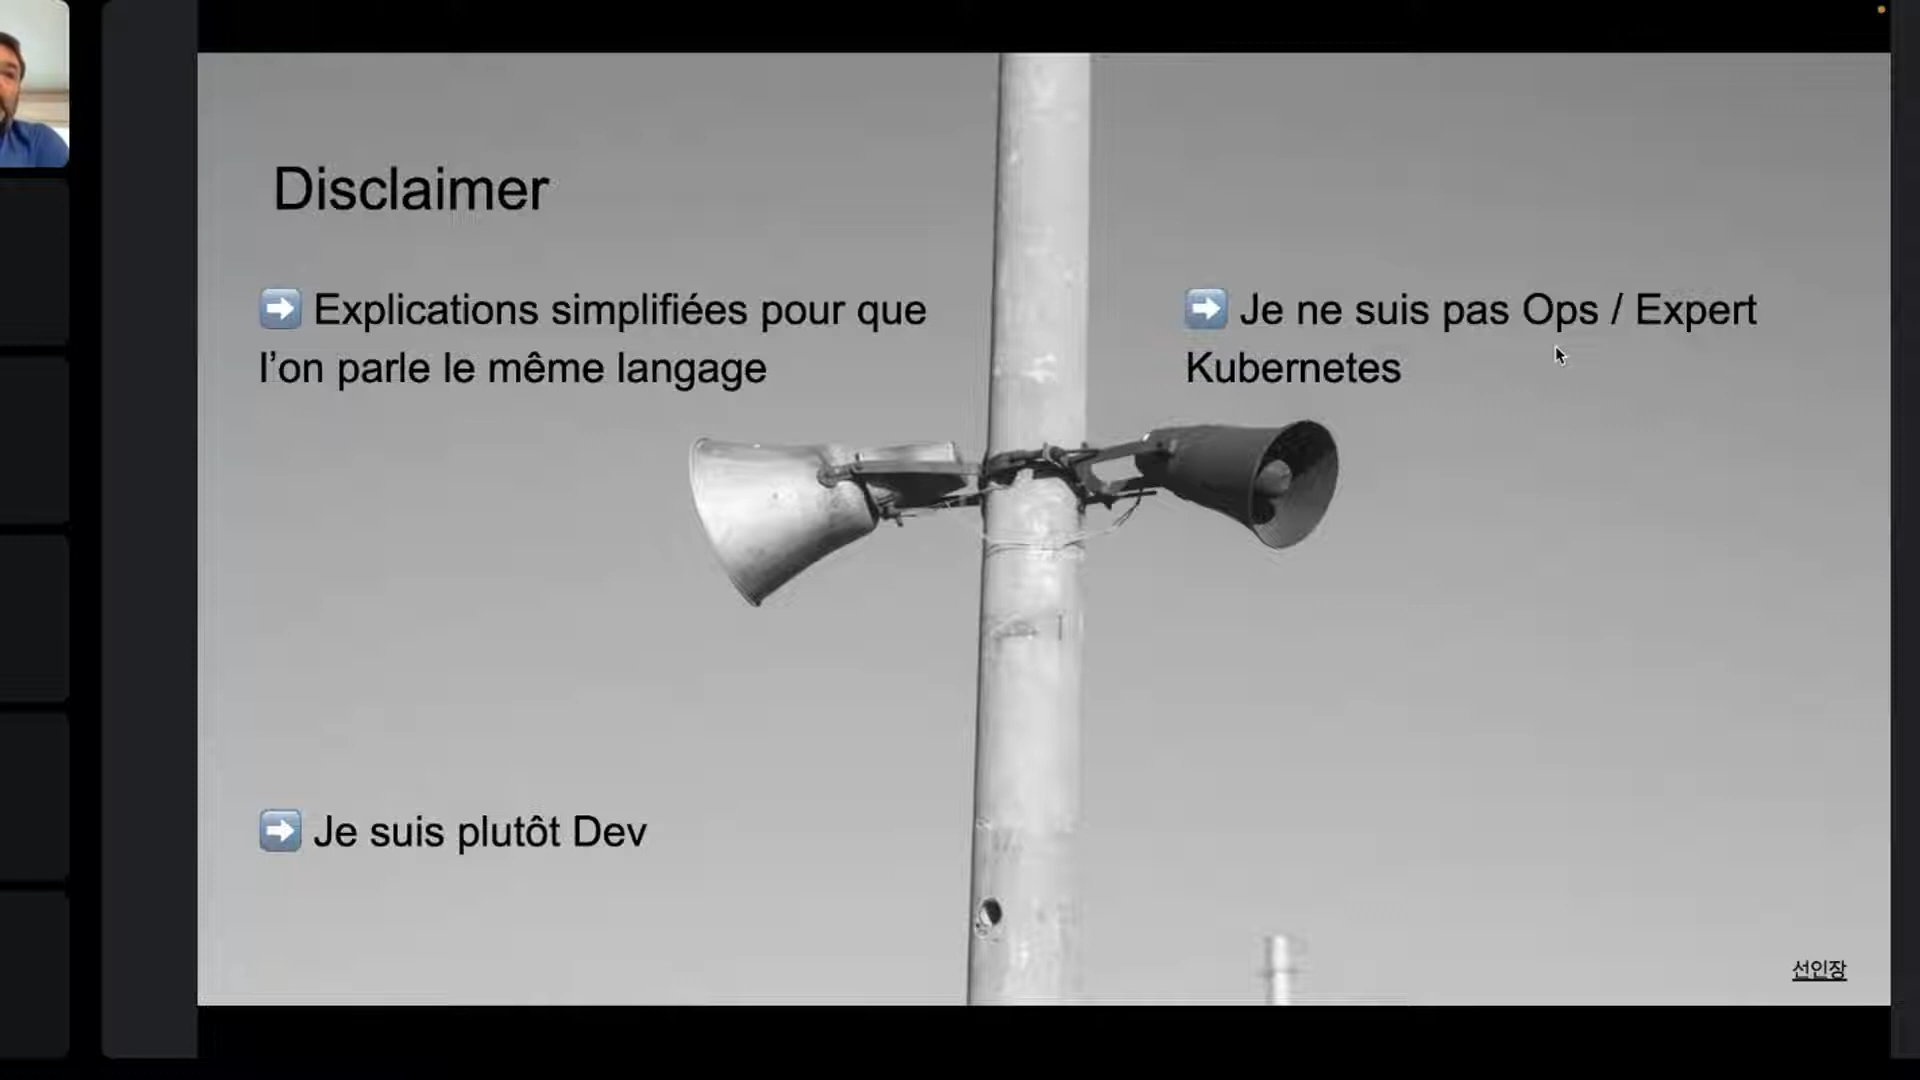 Disclaimer
➡️ Explications simplifiées pour que
l’on parle le même langage
➡️ Je ne suis pas Ops / Expert
Kubernetes
➡️ Je suis plutôt Dev
선인장